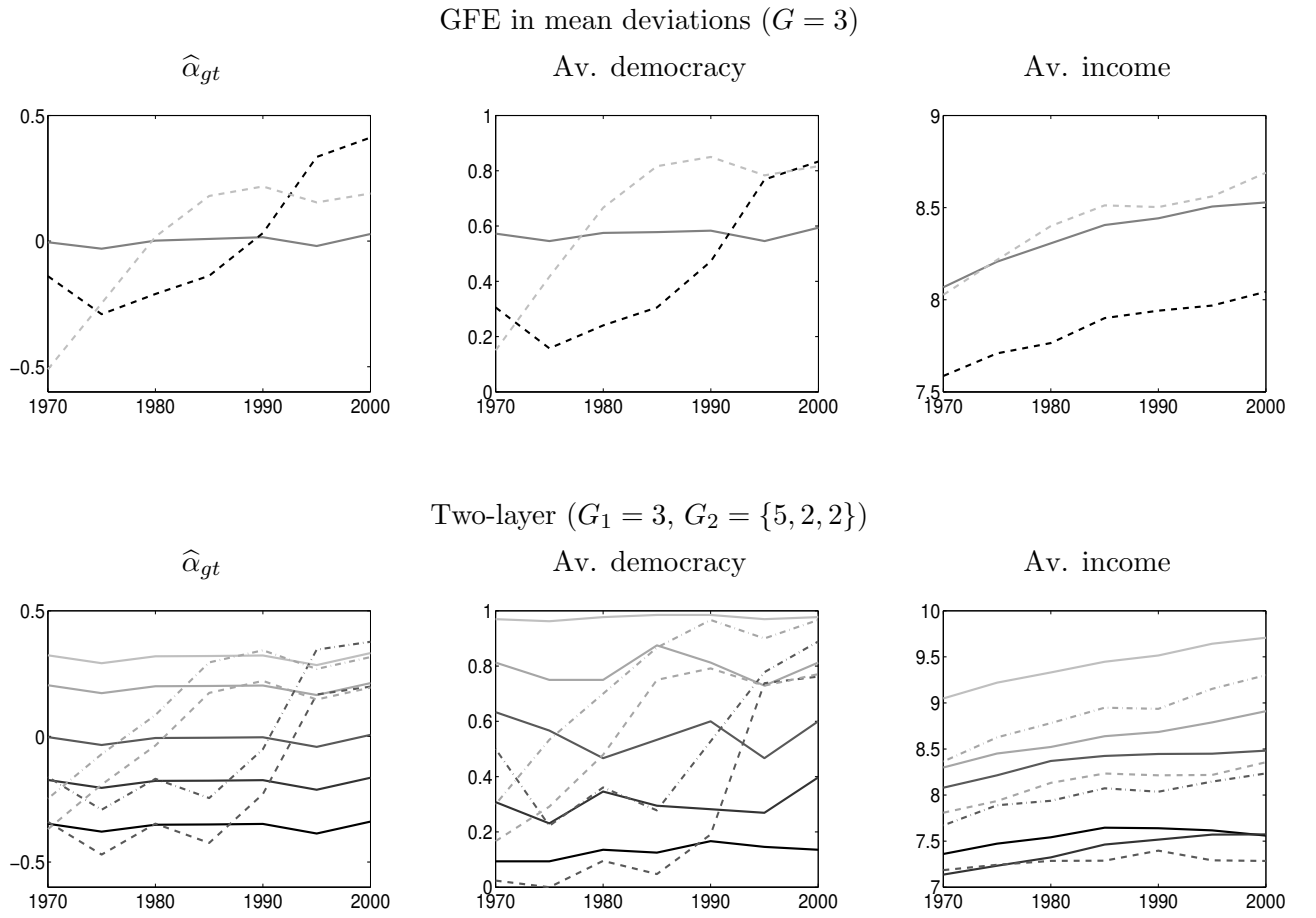 GFE in mean deviations (G = 3)
α̂gt
Av. democracy
Av. income
0.5
0
−0.5
1970 1980 1990 2000
1
0.8
0.6
0.4
0.2
0
1970 1980 1990 2000
9
8.5
8
7.5
1970 1980 1990 2000
Two-layer (G1 = 3, G2 = {5, 2, 2})
α̂gt
Av. democracy
Av. income
0.5
0
−0.5
1970 1980 1990 2000
1
0.8
0.6
0.4
0.2
0
1970 1980 1990 2000
10
9.5
9
8.5
8
7.5
7
1970 1980 1990 2000